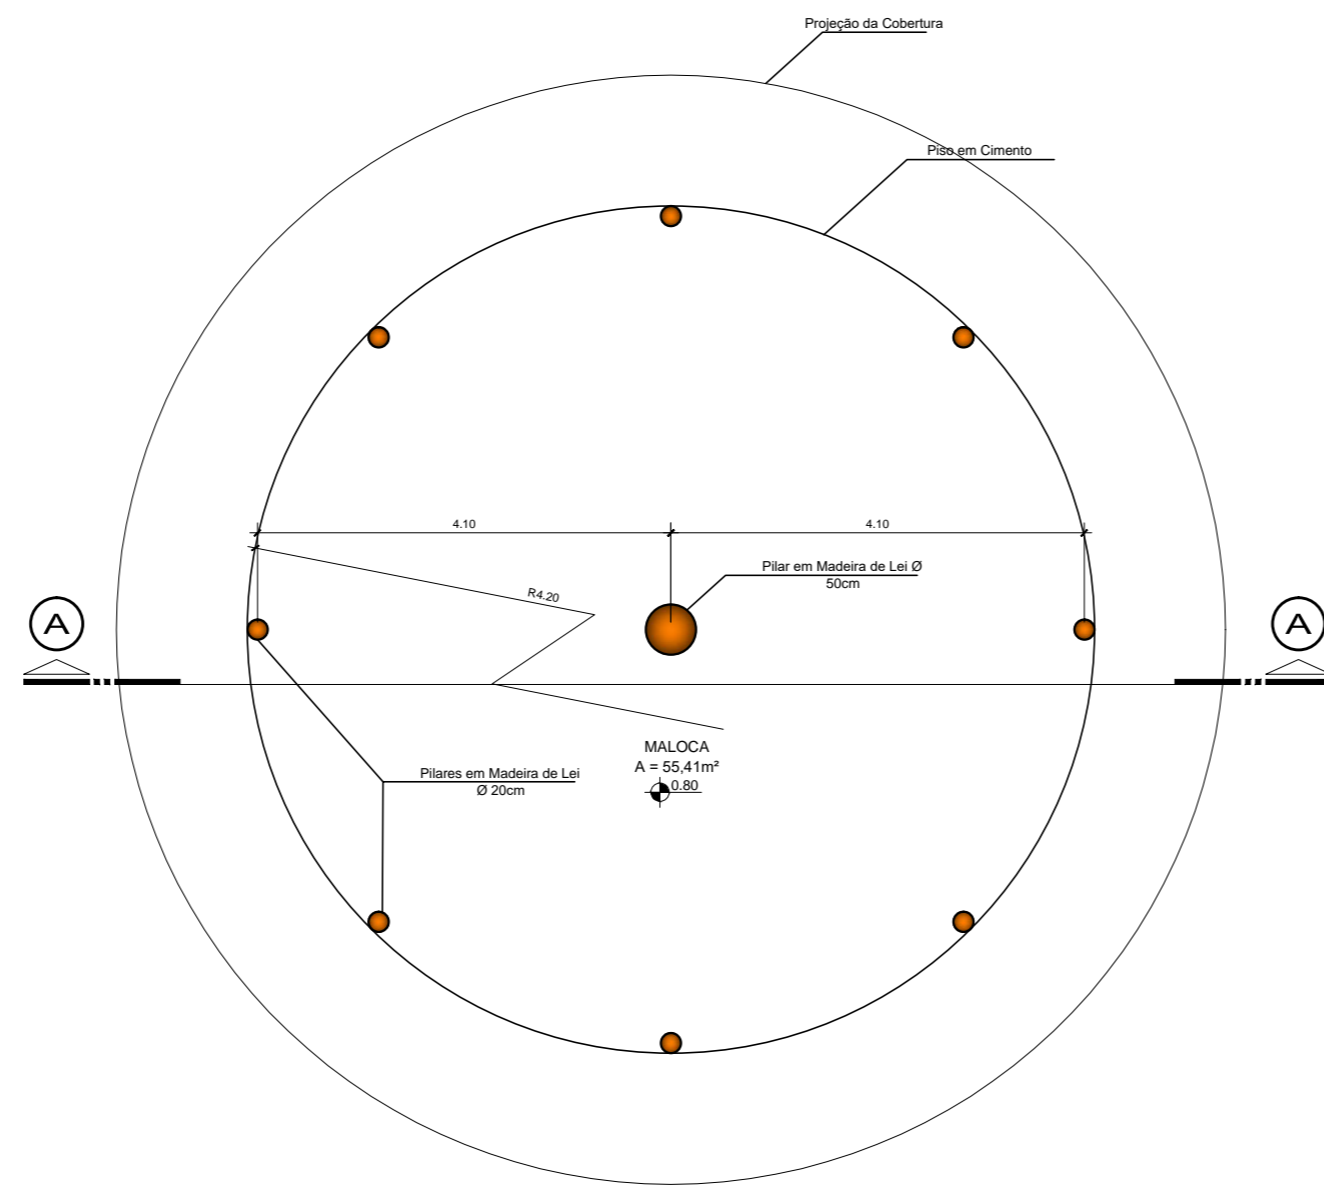 Projeção da Cobertura
Piso em Cimento
4.10
4.10
Pilar em Madeira de Lei Ø
50cm
R4.20
A
A
MALOCA
A = 55,41m²
0.80
Pilares em Madeira de Lei
Ø 20cm